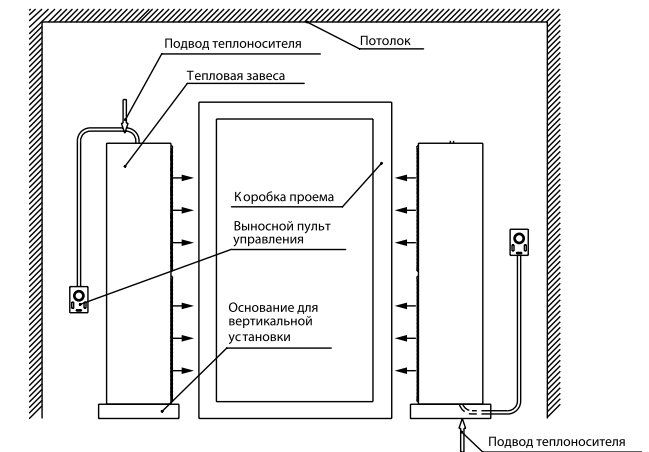 Подвод теплоносителя
Потолок
Тепловая завеса
Коробка проема
Выносной пульт
управления
Основание для
вертикальной
установки
Подвод теплоносителя